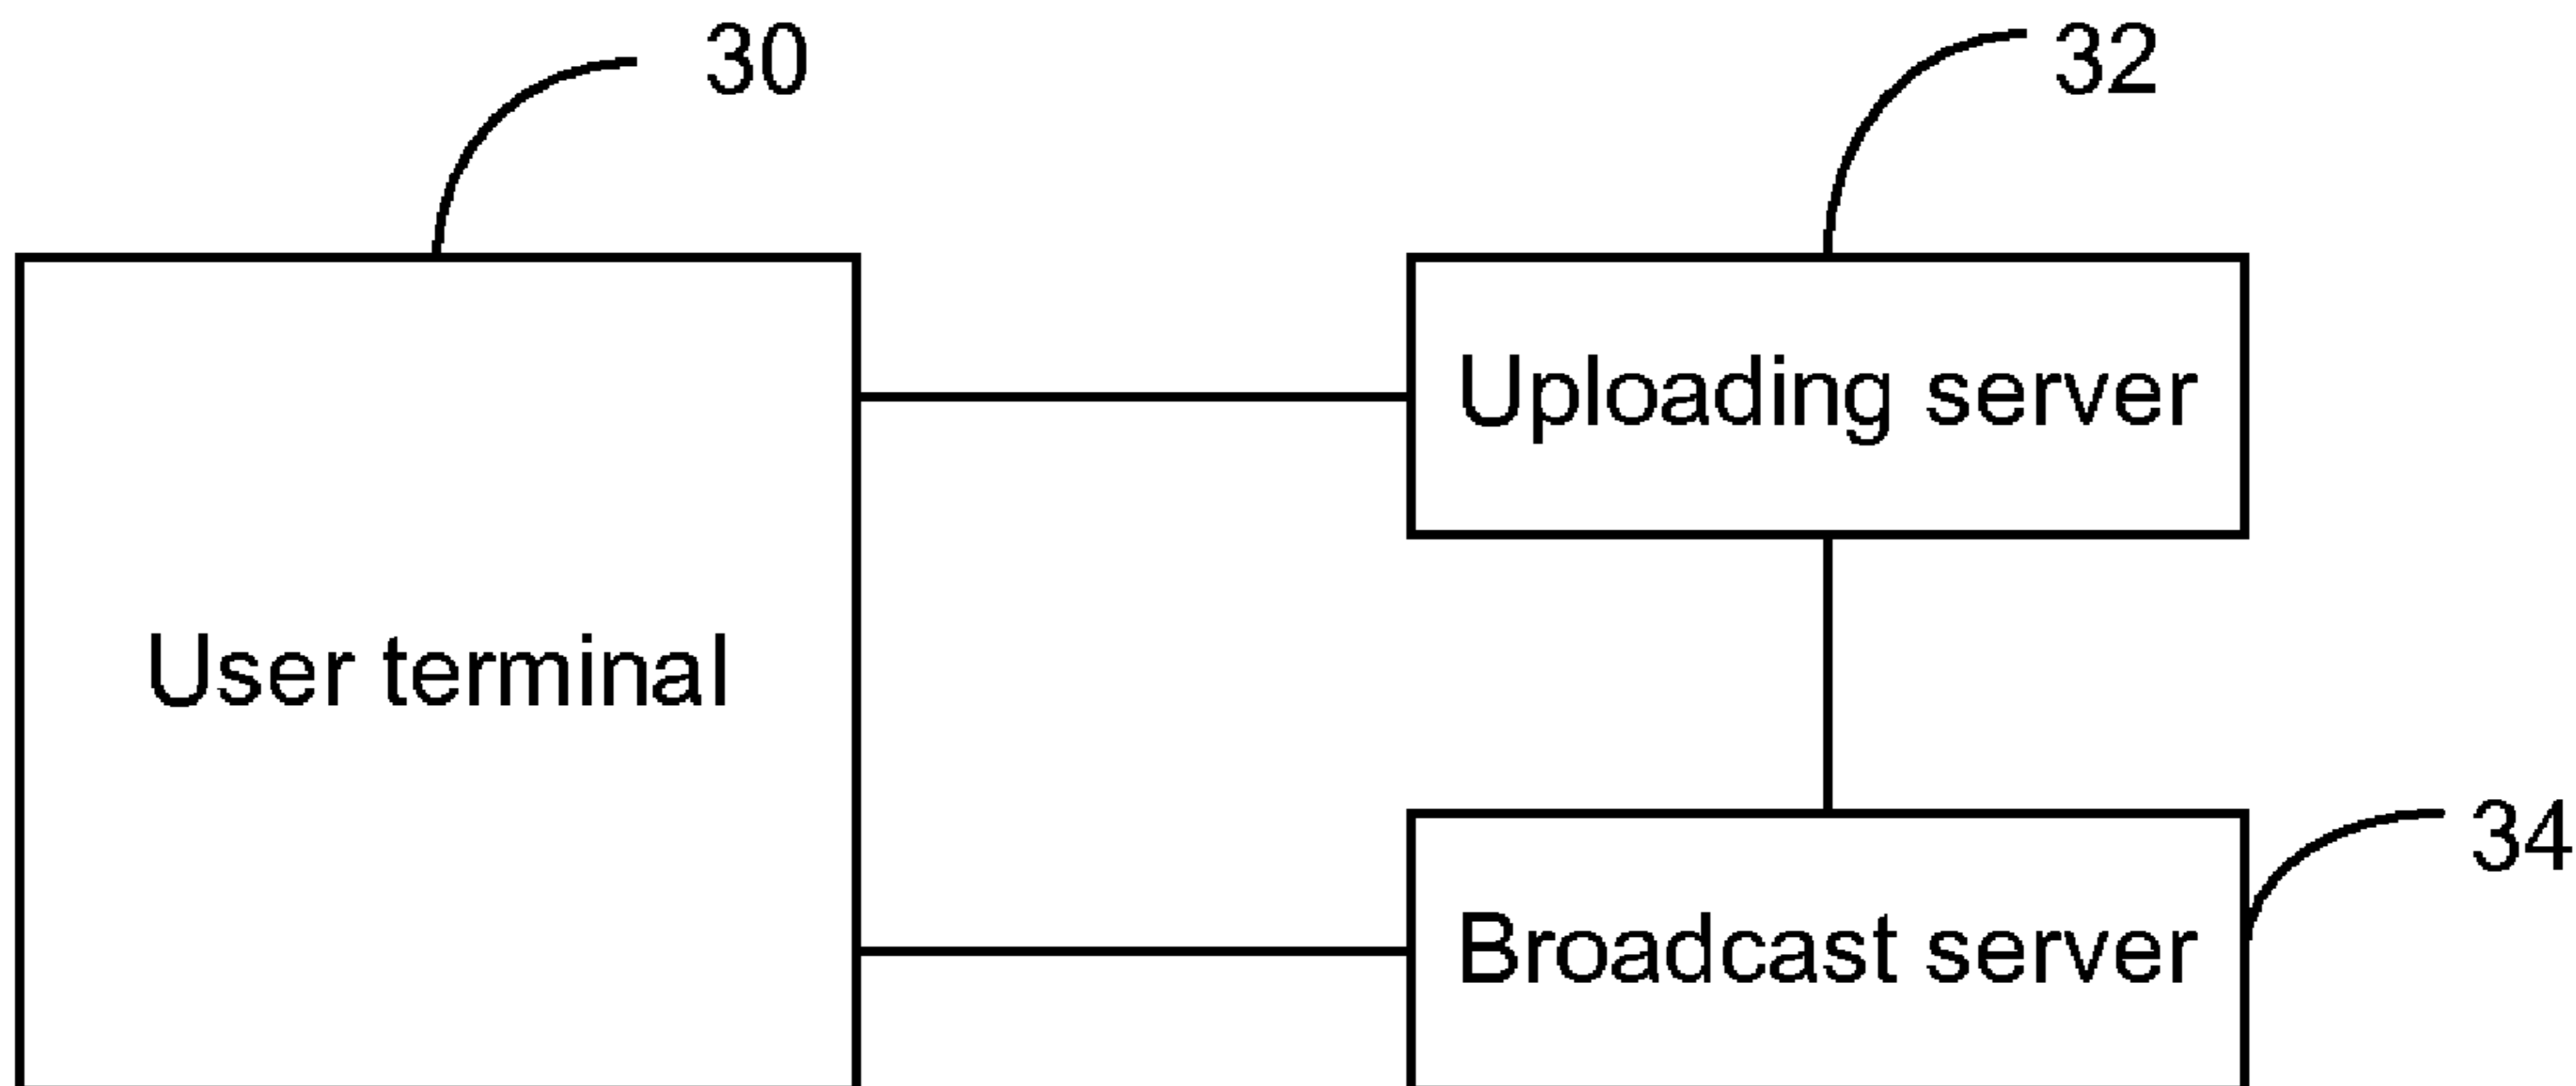 30
32
Uploading server
User terminal
34
Broadcast server